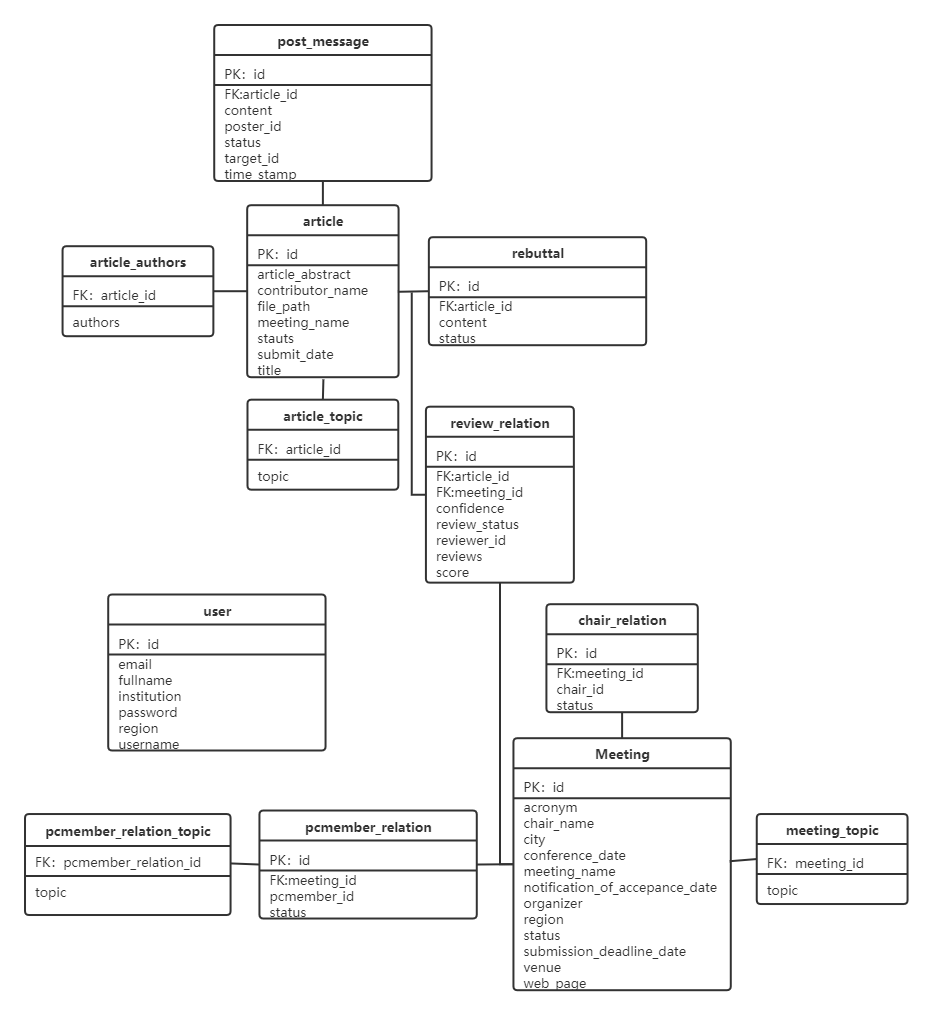 post_message
PK: id
FK:article_id
content
poster_id
status
target_id
time_stamp
article
PK: id
article_abstract
contributor_name
file_path
meeting_name
stauts
submit_date
title
article_authors
FK: article_id
authors
rebuttal
PK: id
FK:article_id
content
status
article_topic
FK: article_id
topic
review_relation
PK: id
FK:article_id
FK:meeting_id
confidence
review_status
reviewer_id
reviews
score
user
PK: id
email
fullname
institution
password
region
username
chair_relation
PK: id
FK:meeting_id
chair_id
status
Meeting
PK: id
acronym
chair_name
city
conference_date
meeting_name
notification_of_accepance_date
organizer
region
status
submission_deadline_date
venue
web_page
pcmember_relation_topic
FK: pcmember_relation_id
topic
pcmember_relation
PK: id
FK:meeting_id
pcmember_id
status
meeting_topic
FK: meeting_id
topic